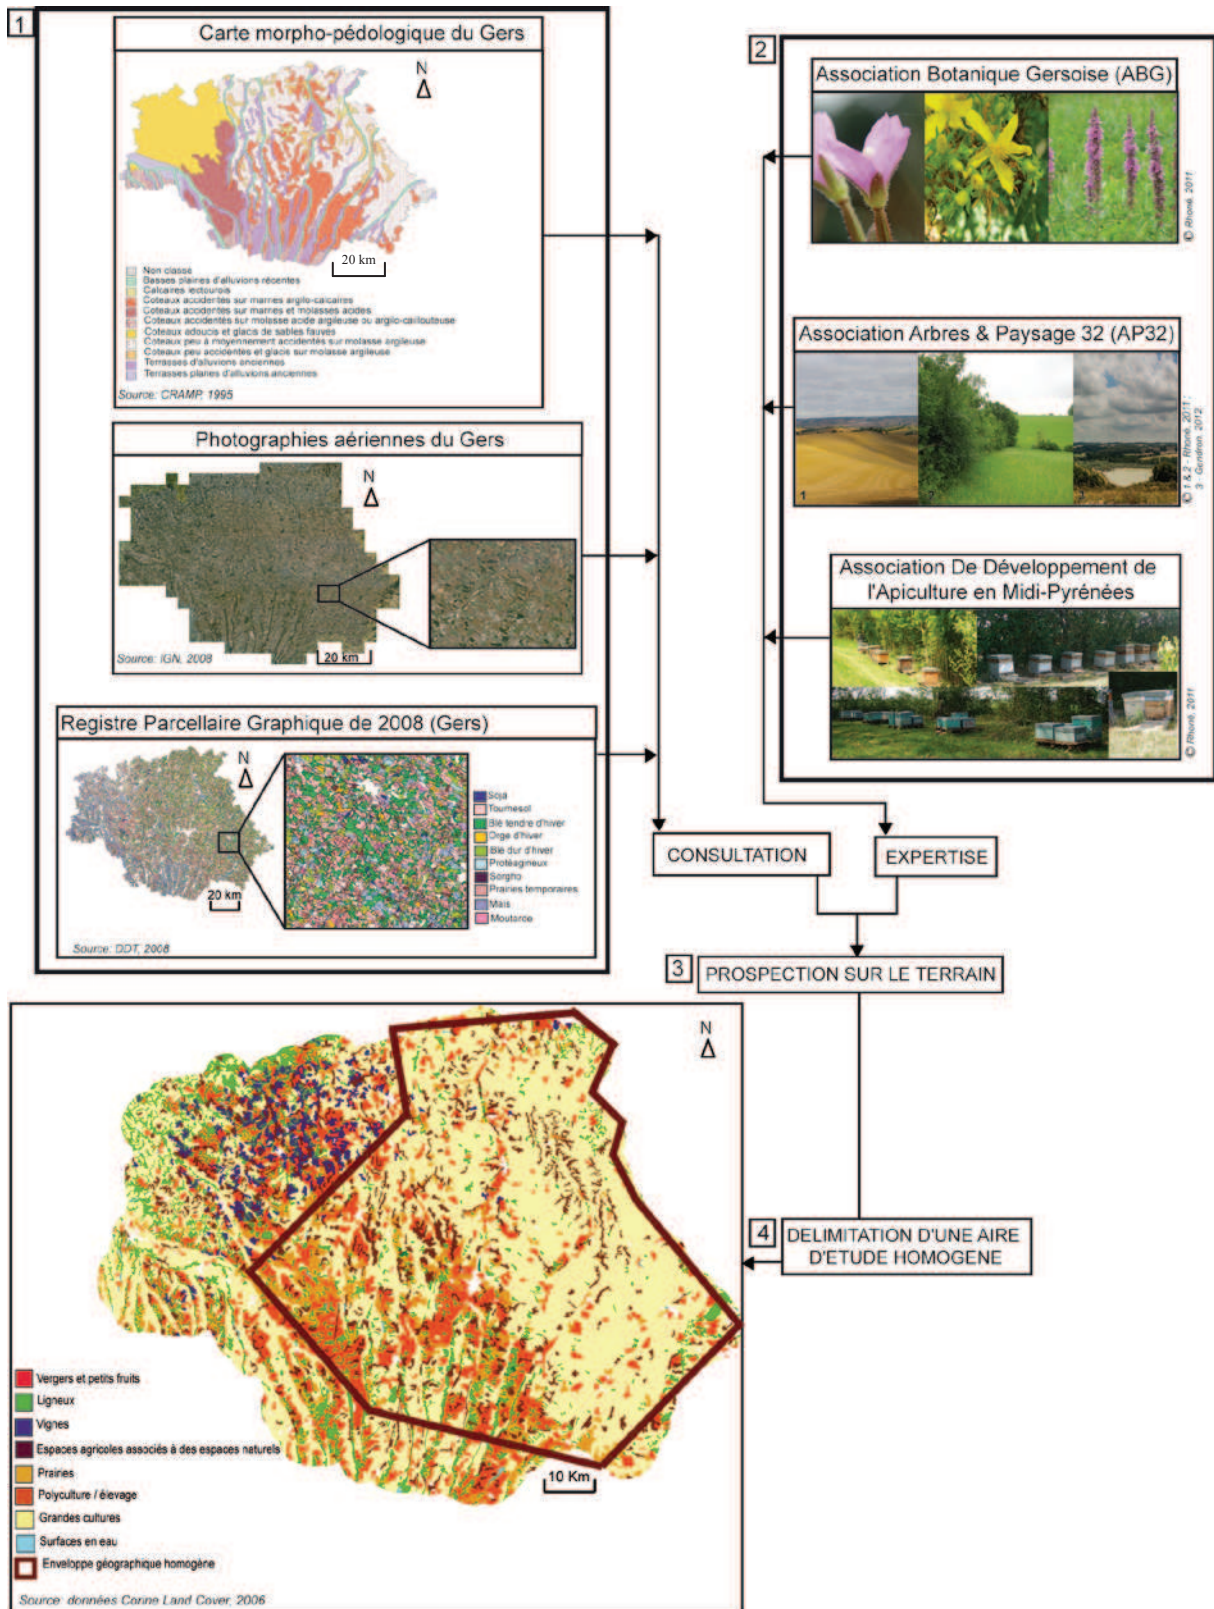 1
Carte morpho-pédologique du Gers
N
20 km
Non classé
Basses plaines d'alluvions récentes
Calcaires lectourois
Coteaux accidentés sur marnes argilo-calcaires
Coteaux accidentés sur marnes et molasses acides
Coteaux accidentés sur molasse acide argileuse ou argilo-caillouteuse
Coteaux adoucis et glacis de sables fauves
Coteaux peu à moyennement accidentés sur molasse argileuse
Coteaux peu accidentés et glacis sur molasse argileuse
Terrasses d'alluvions anciennes
Terrasses planes d'alluvions anciennes
Source: CRAMP, 1995
Photographies aériennes du Gers
N
20 km
Source: IGN, 2008
Registre Parcellaire Graphique de 2008 (Gers)
N
20 km
Soja
Tournesol
Blé tendre d'hiver
Orge d'hiver
Blé dur d'hiver
Protéagineux
Sorgho
Prairies temporaires
Maïs
Moutarde
Source: DDT, 2008
2
Association Botanique Gersoise (ABG)
© Rhoné, 2011
Association Arbres & Paysage 32 (AP32)
1
2
3
© 1 & 2 - Rhoné, 2011 ;
3 - Gendron, 2012
Association De Développement de
l'Apiculture en Midi-Pyrénées
© Rhoné, 2011
CONSULTATION
EXPERTISE
3
PROSPECTION SUR LE TERRAIN
4
DELIMITATION D'UNE AIRE
D'ETUDE HOMOGENE
N
10 Km
Vergers et petits fruits
Ligneux
Vignes
Espaces agricoles associés à des espaces naturels
Prairies
Polyculture / élevage
Grandes cultures
Surfaces en eau
Enveloppe géographique homogène
Source: données Corine Land Cover, 2006